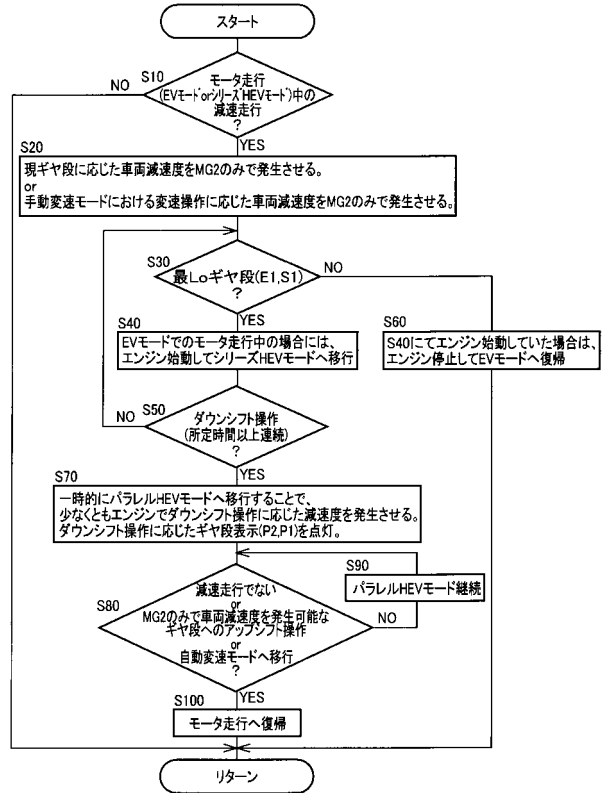 スタート
S10
NO
モータ走行
(EVモードorシリーズHEVモード)中の
減速走行
?
YES
S20
現ギヤ段に応じた車両減速度をMG2のみで発生させる。
or
手動変速モードにおける変速操作に応じた車両減速度をMG2のみで発生させる。
S30
最Loギヤ段(E1,S1)
?
NO
YES
S40
EVモードでのモータ走行中の場合には、
エンジン始動してシリーズHEVモードへ移行
S60
S40にてエンジン始動していた場合は、
エンジン停止してEVモードへ復帰
S50
NO
ダウンシフト操作
(所定時間以上連続)
?
YES
S70
一時的にパラレルHEVモードへ移行することで、
少なくともエンジンでダウンシフト操作に応じた減速度を発生させる。
ダウンシフト操作に応じたギヤ段表示(P2,P1)を点灯。
S80
減速走行でない
or
MG2のみで車両減速度を発生可能な
ギヤ段へのアップシフト操作
or
自動変速モードへ移行
?
NO
S90
パラレルHEVモード継続
YES
S100
モータ走行へ復帰
リターン